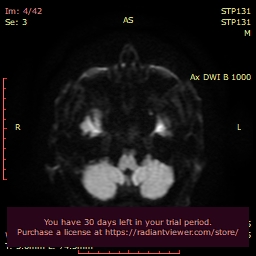 Im: 4/42
Se: 3
AS
STP131
STP131
M
Ax DWI B 1000
R
L
You have 30 days left in your trial period.
Purchase a license at https://radiantviewer.com/store/